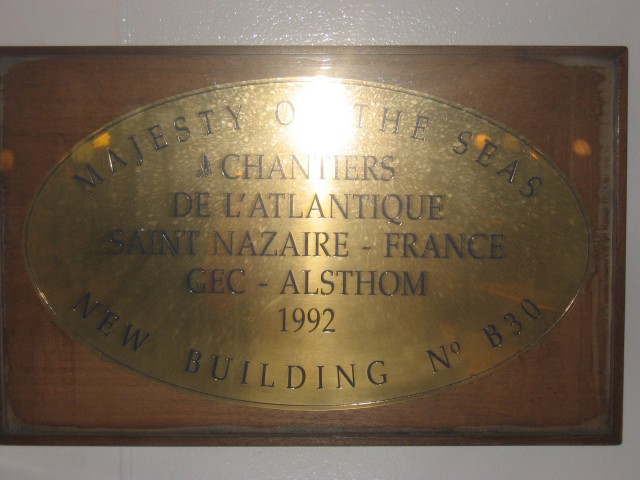 MAJESTY OF THE SEAS
CHANTIERS
DE L'ATLANTIQUE
SAINT NAZAIRE - FRANCE
GEC - ALSTHOM
1992
NEW BUILDING Nº B30